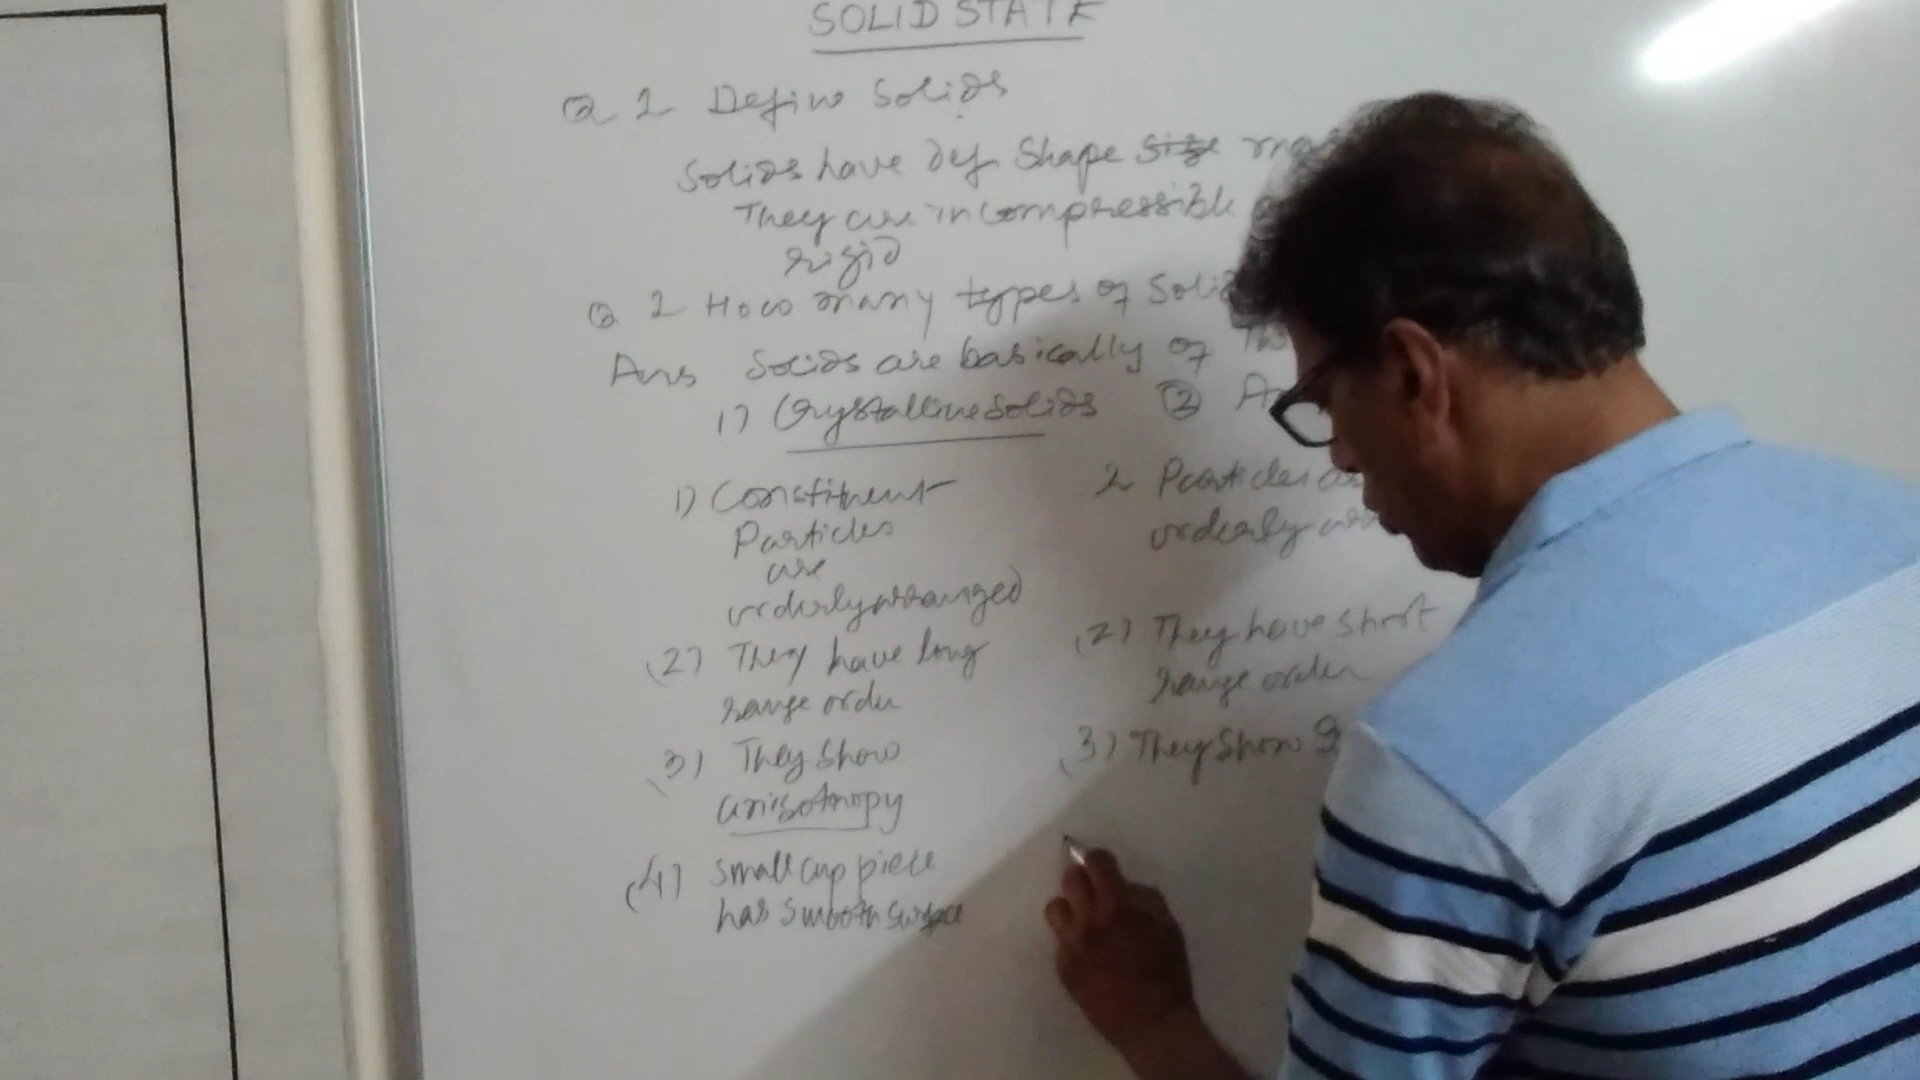 SOLID STATE
Q 1 Define Solids
Solids have def Shape Size
They are incompressible
rigid
Q 2 How many types of Solid
Ans Solids are basically of
1) Crystalline Solids ②
1) Constituent
Particles
are
orderly arranged
2 Particles
orderly
(2) They have long
range order
(2) They have short
range order
(3) They show
anisotropy
(3) They Show
(4) Small cup piece
has smooth surface